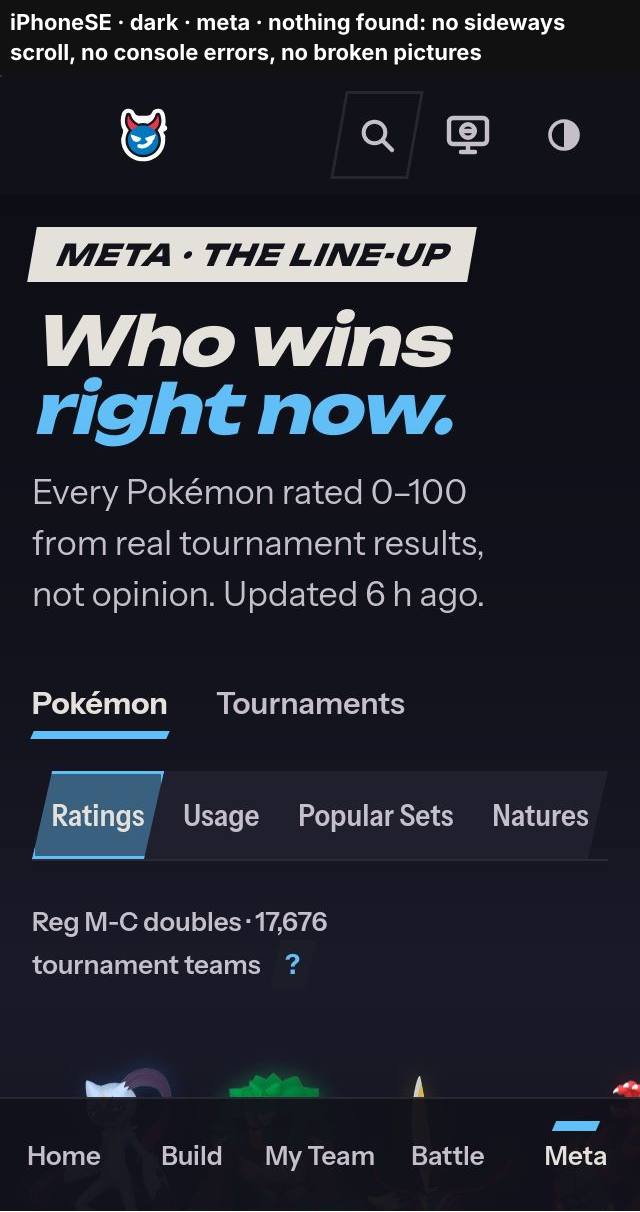 iPhoneSE · dark · meta · nothing found: no sideways
scroll, no console errors, no broken pictures
META · THE LINE-UP
Who wins
right now.
Every Pokémon rated 0–100
from real tournament results,
not opinion. Updated 6 h ago.
Pokémon Tournaments
Ratings Usage Popular Sets Natures
Reg M-C doubles · 17,676
tournament teams ?
Home Build My Team Battle Meta